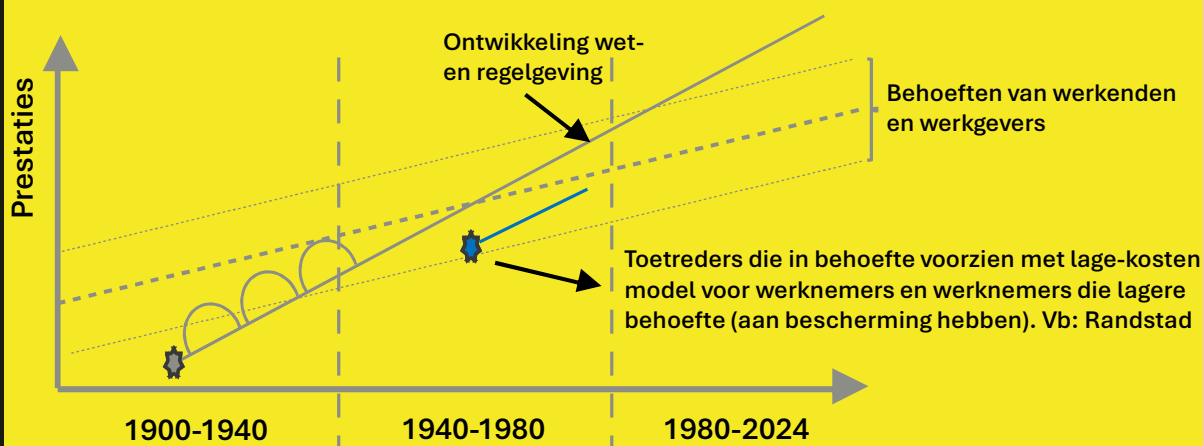 Ontwikkeling wet-
en regelgeving
Prestaties
Behoeften van werkenden
en werkgevers
Toetreders die in behoefte voorzien met lage-kosten
model voor werknemers en werknemers die lagere
behoefte (aan bescherming hebben). Vb: Randstad
1900-1940
1940-1980
1980-2024